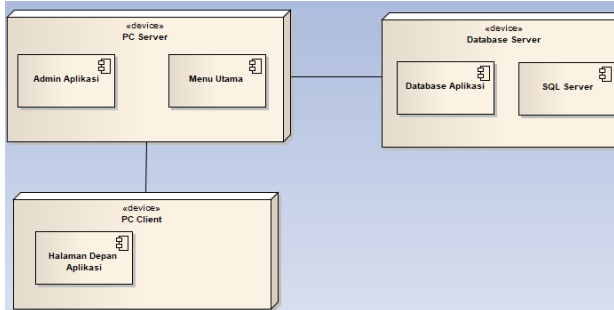 «device»
PC Server
Admin Aplikasi
Menu Utama
«device»
Database Server
Database Aplikasi
SQL Server
«device»
PC Client
Halaman Depan
Aplikasi